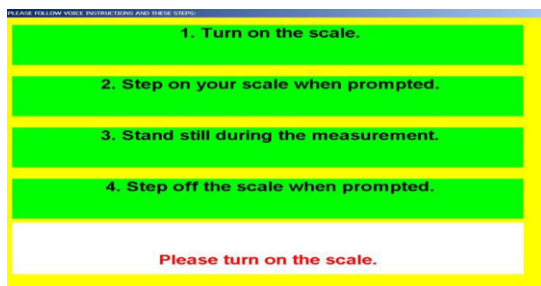 PLEASE FOLLOW VOICE INSTRUCTIONS AND THESE STEPS:
1. Turn on the scale.
2. Step on your scale when prompted.
3. Stand still during the measurement.
4. Step off the scale when prompted.
Please turn on the scale.